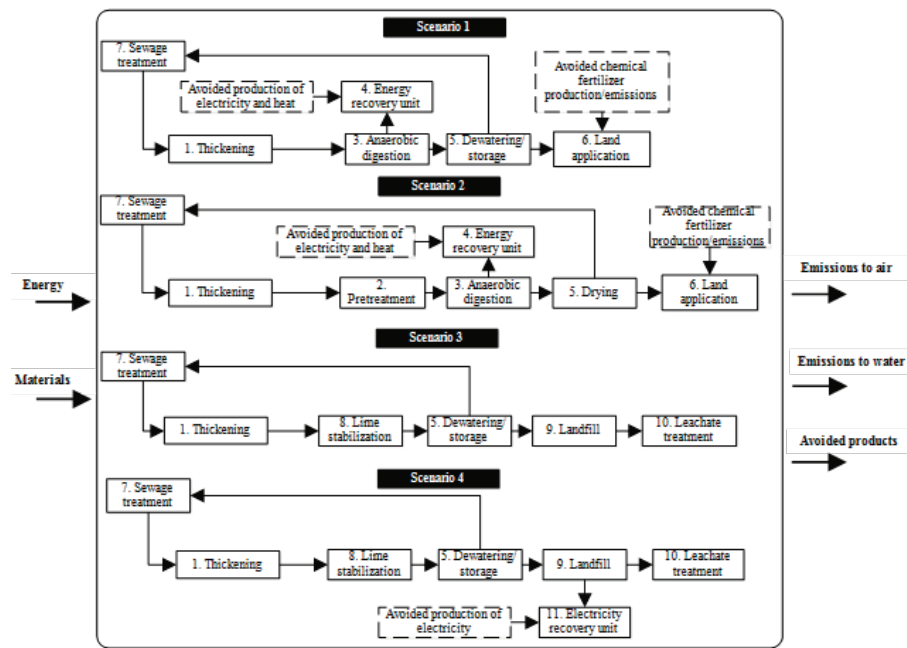 Scenario 1
7. Sewage
treatment
Avoided production of
electricity and heat
4. Energy
recovery unit
Avoided chemical
fertilizer
production/emissions
1. Thickening
3. Anaerobic
digestion
5. Dewatering/
storage
6. Land
application
Scenario 2
7. Sewage
treatment
Avoided production of
electricity and heat
4. Energy
recovery unit
Avoided chemical
fertilizer
production/emissions
1. Thickening
2.
Pretreatment
3. Anaerobic
digestion
5. Drying
6. Land
application
Energy
Materials
Emissions to air
Emissions to water
Avoided products
Scenario 3
7. Sewage
treatment
1. Thickening
8. Lime
stabilization
5. Dewatering/
storage
9. Landfill
10. Leachate
treatment
Scenario 4
7. Sewage
treatment
1. Thickening
8. Lime
stabilization
5. Dewatering/
storage
9. Landfill
10. Leachate
treatment
Avoided production of
electricity
11. Electricity
recovery unit